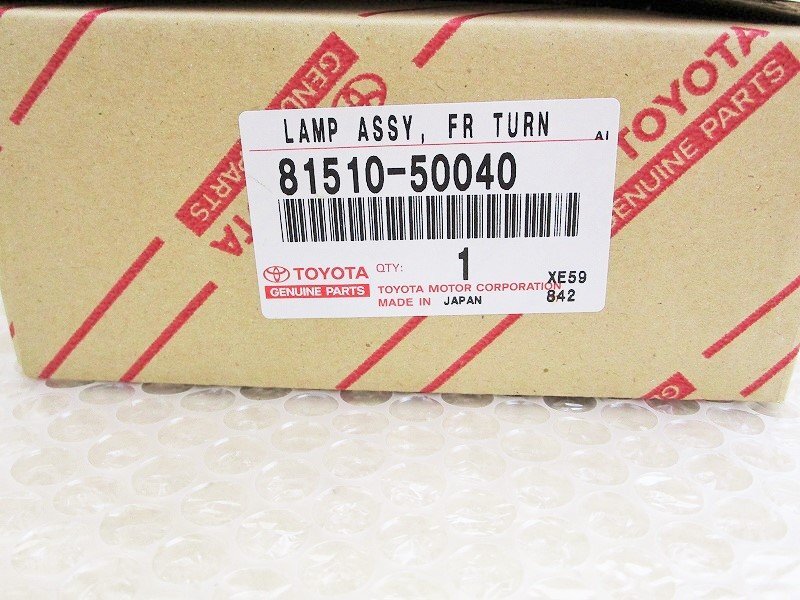 GENUINE PARTS
TOYOTA
GENUINE PARTS
LAMP ASSY, FR TURN
AI
81510-50040
TOYOTA
GENUINE PARTS
QTY: 1
TOYOTA MOTOR CORPORATION
MADE IN JAPAN
XE59
842